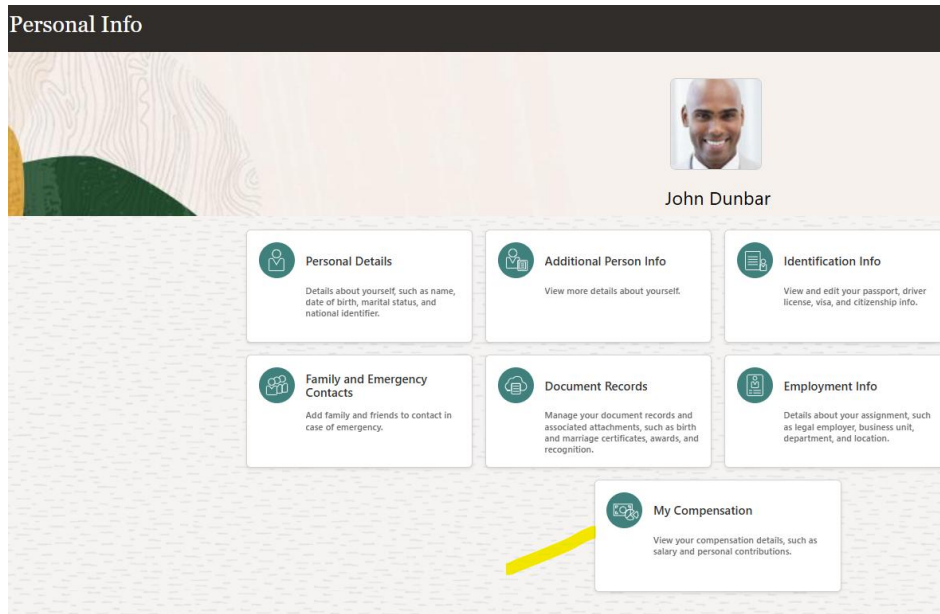 Personal Info
John Dunbar
Personal Details
Details about yourself, such as name,
date of birth, marital status, and
national identifier.
Additional Person Info
View more details about yourself.
Identification Info
View and edit your passport, driver
license, visa, and citizenship info.
Family and Emergency
Contacts
Add family and friends to contact in
case of emergency.
Document Records
Manage your document records and
associated attachments, such as birth
and marriage certificates, awards, and
recognition.
Employment Info
Details about your assignment, such
as legal employer, business unit,
department, and location.
My Compensation
View your compensation details, such as
salary and personal contributions.